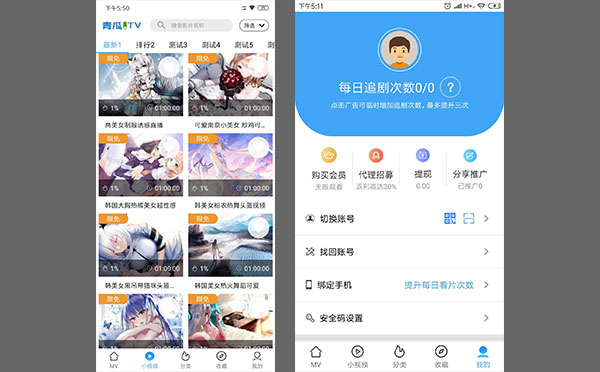 下午5:50
青瓜TV
搜索影片名称
筛选
最新1 排行2 测试3 测试4 测试5
限免 限免
1% 01:00:00 1% 01:00:00
商美女制服诱惑直播 可爱南京小美女 炒鸡可...
限免 限免
1% 01:00:00 1% 01:00:00
韩国大胸热裤美女超性感 韩美女粉衣热舞头盔视频
限免 限免
1% 01:00:00 1% 01:00:00
韩美女黑吊带猫咪头箍... 韩国美女热火舞蹈可爱
限免 限免
MV 小视频 分类 收藏 我的
下午5:11
每日追剧次数0/0 ?
点击广告可临时增加追剧次数，最多提升三次
购买会员 代理招募 提现 分享推广
无限观看 返利高达30% 0.00 已推广0
切换账号
找回账号
绑定手机 提升每日看片次数
安全码设置
MV 小视频 分类 收藏 我的